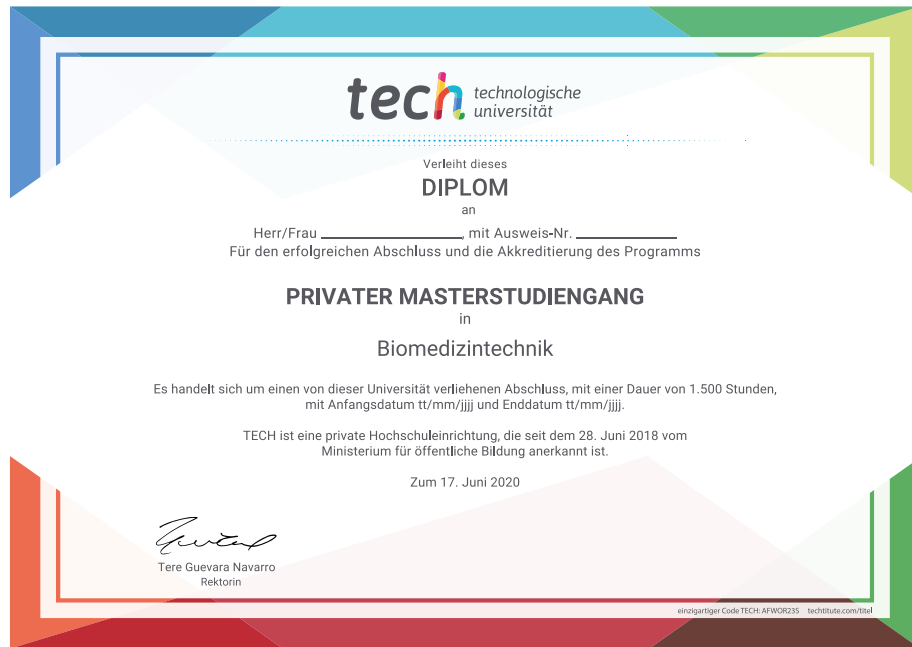 tech technologische
universität
Verleiht dieses
DIPLOM
an
Herr/Frau ____________________, mit Ausweis-Nr. ______________
Für den erfolgreichen Abschluss und die Akkreditierung des Programms
PRIVATER MASTERSTUDIENGANG
in
Biomedizintechnik
Es handelt sich um einen von dieser Universität verliehenen Abschluss, mit einer Dauer von 1.500 Stunden,
mit Anfangsdatum tt/mm/jjjj und Enddatum tt/mm/jjjj.
TECH ist eine private Hochschuleinrichtung, die seit dem 28. Juni 2018 vom
Ministerium für öffentliche Bildung anerkannt ist.
Zum 17. Juni 2020
Tere Guevara Navarro
Rektorin
einzigartiger Code TECH: AFWOR23S techtitute.com/titel